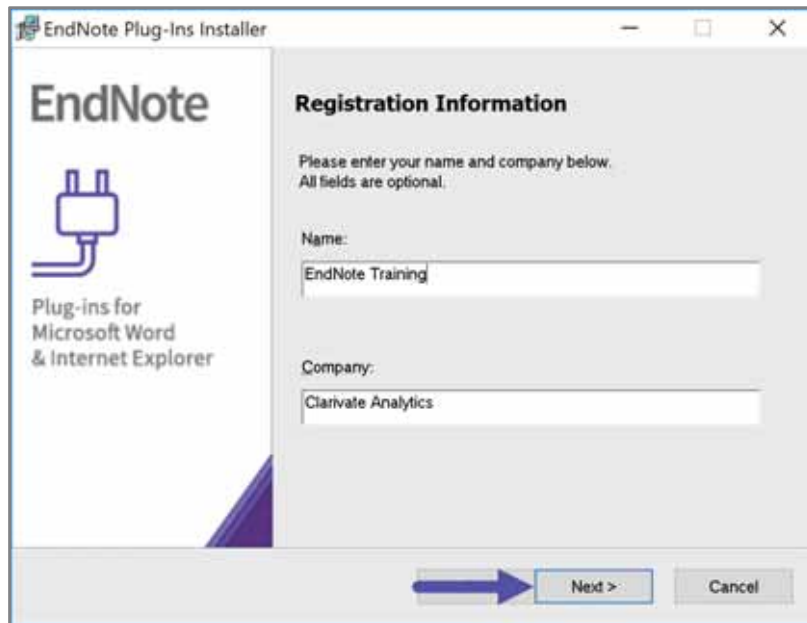 EndNote Plug-Ins Installer
EndNote
Plug-ins for
Microsoft Word
& Internet Explorer
Registration Information
Please enter your name and company below.
All fields are optional.
Name:
EndNote Training
Company:
Clarivate Analytics
Next >
Cancel